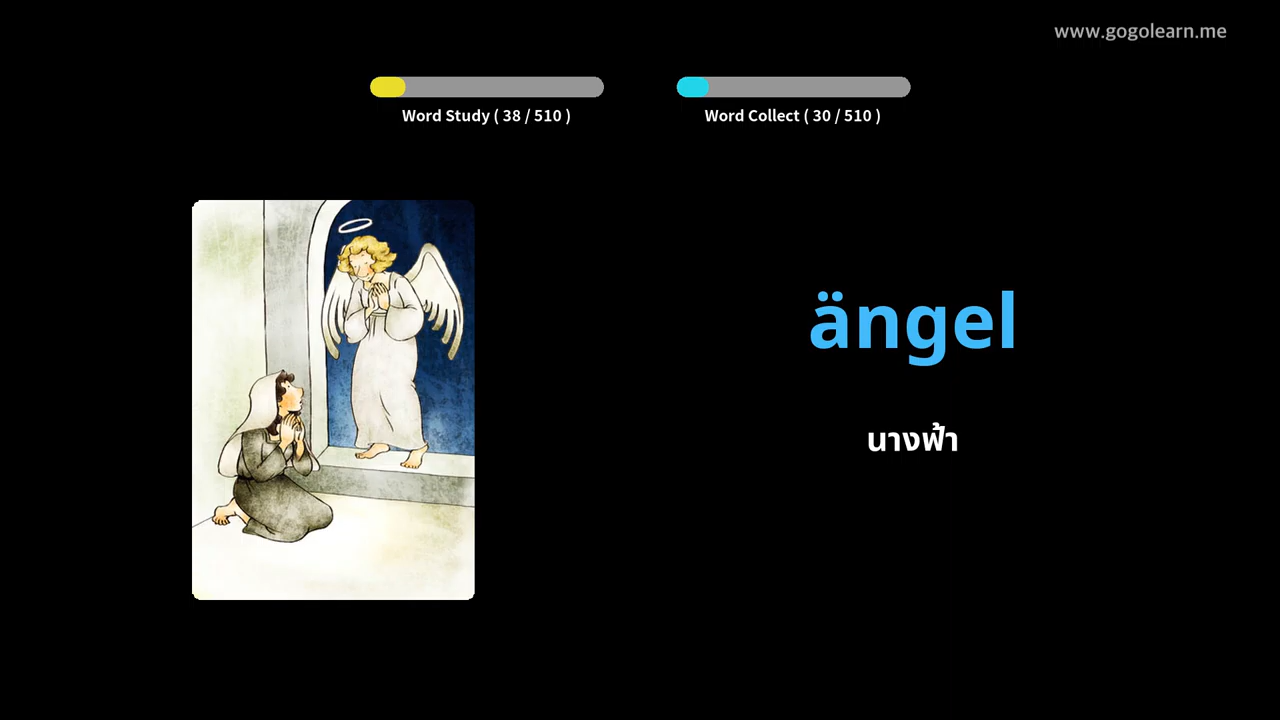 www.gogolearn.me
Word Study ( 38 / 510 )
Word Collect ( 30 / 510 )
ängel
นางฟ้า